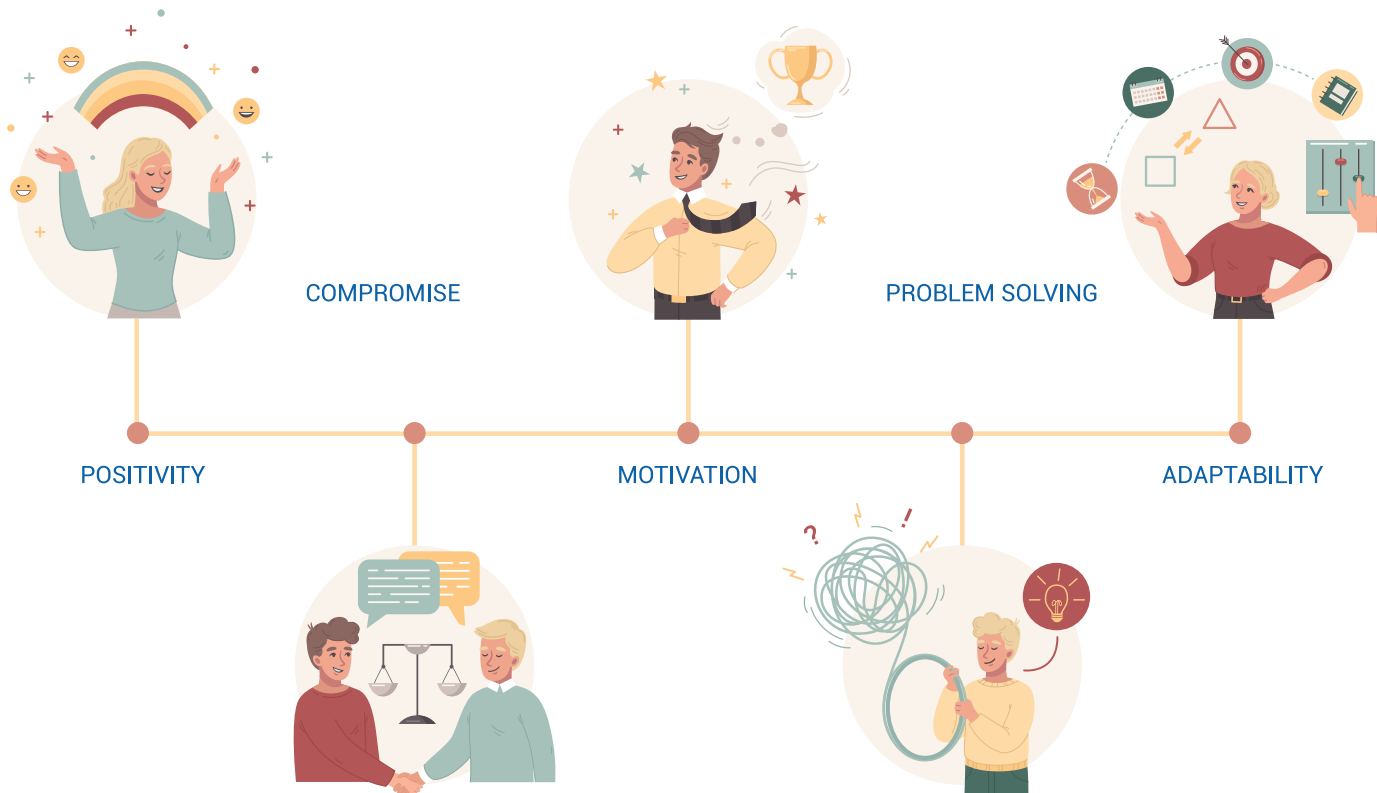 COMPROMISE
PROBLEM SOLVING
POSITIVITY
MOTIVATION
ADAPTABILITY
?
!